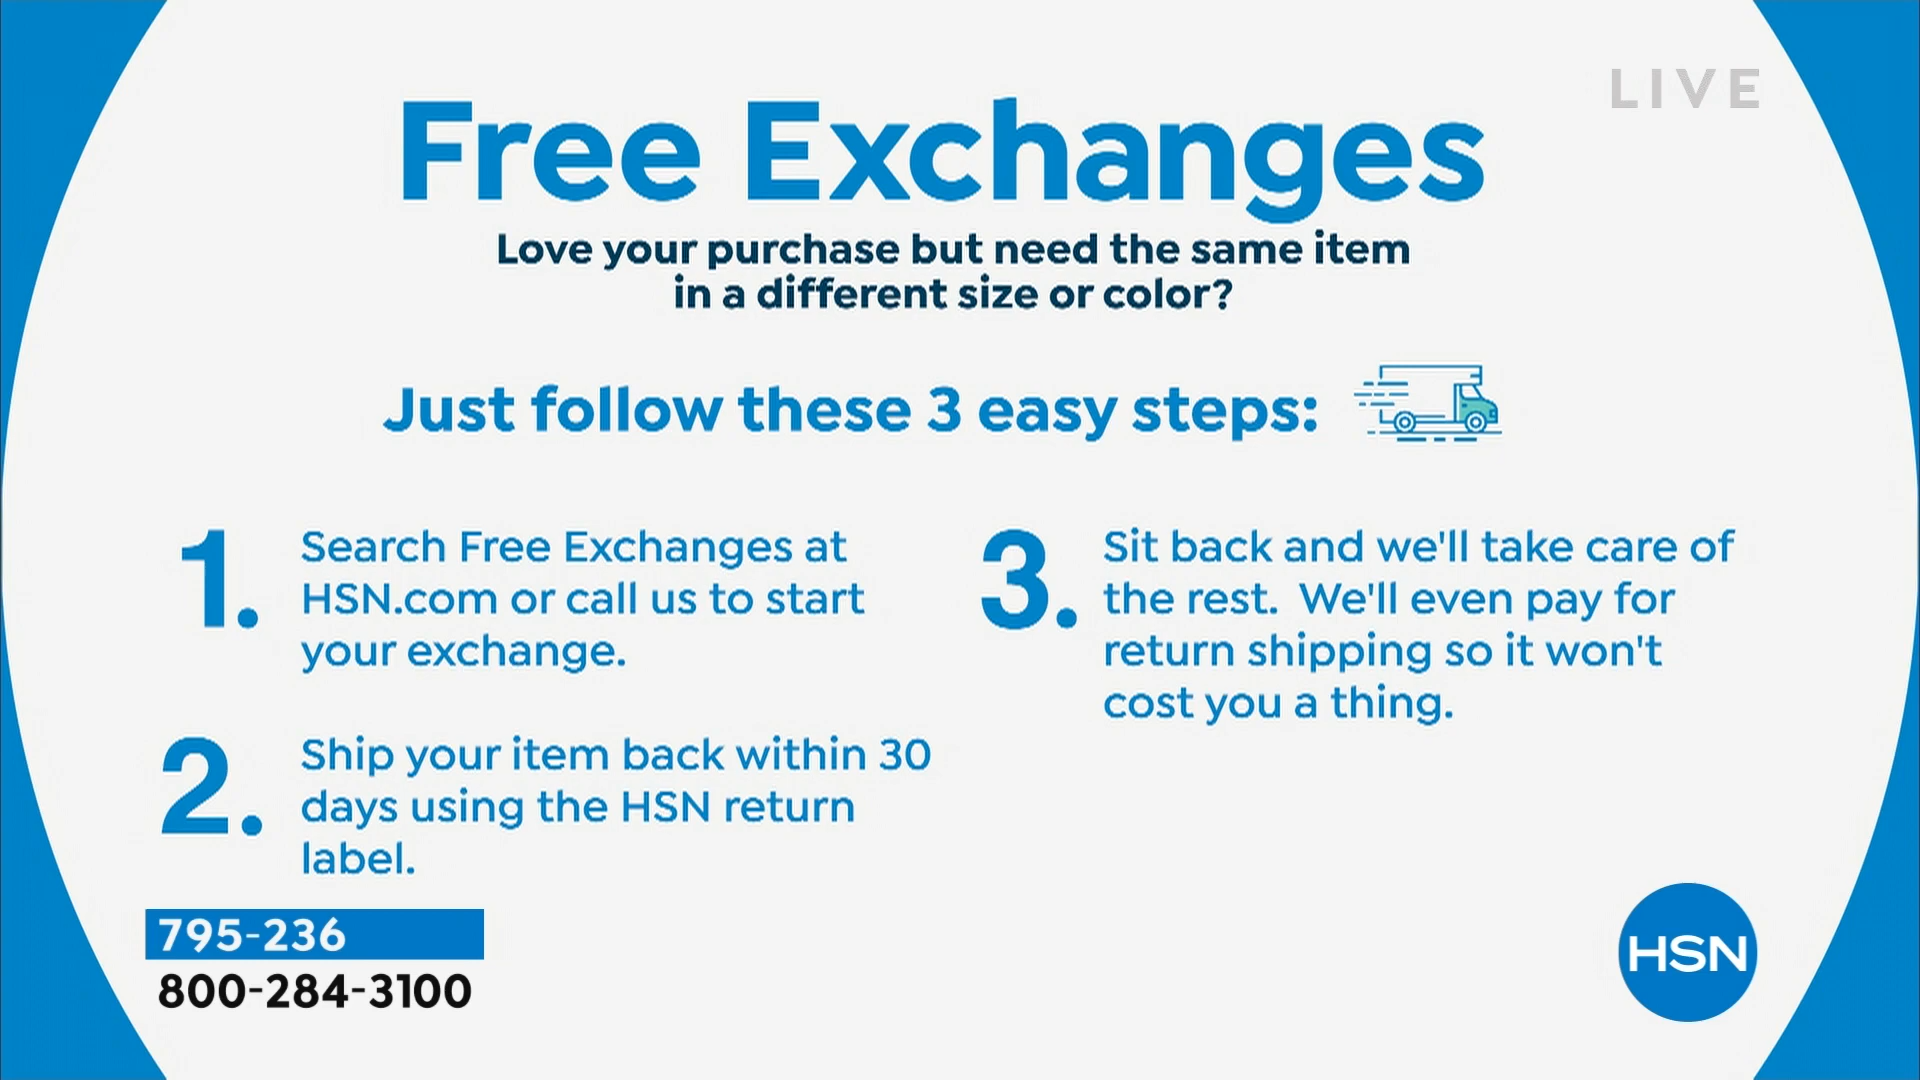 LIVE
Free Exchanges
Love your purchase but need the same item
in a different size or color?
Just follow these 3 easy steps:
1. Search Free Exchanges at
HSN.com or call us to start
your exchange.
2. Ship your item back within 30
days using the HSN return
label.
3. Sit back and we'll take care of
the rest.  We'll even pay for
return shipping so it won't
cost you a thing.
795-236
800-284-3100
HSN